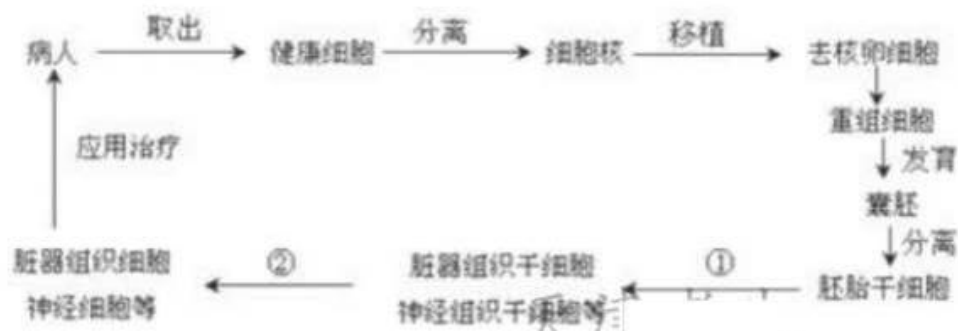 病人 取出 健康细胞 分离 细胞核 移植 去核卵细胞
重组细胞
发育
囊胚
分离
胚胎干细胞
①
脏器组织干细胞
神经组织干细胞等
②
脏器组织细胞
神经细胞等
应用治疗